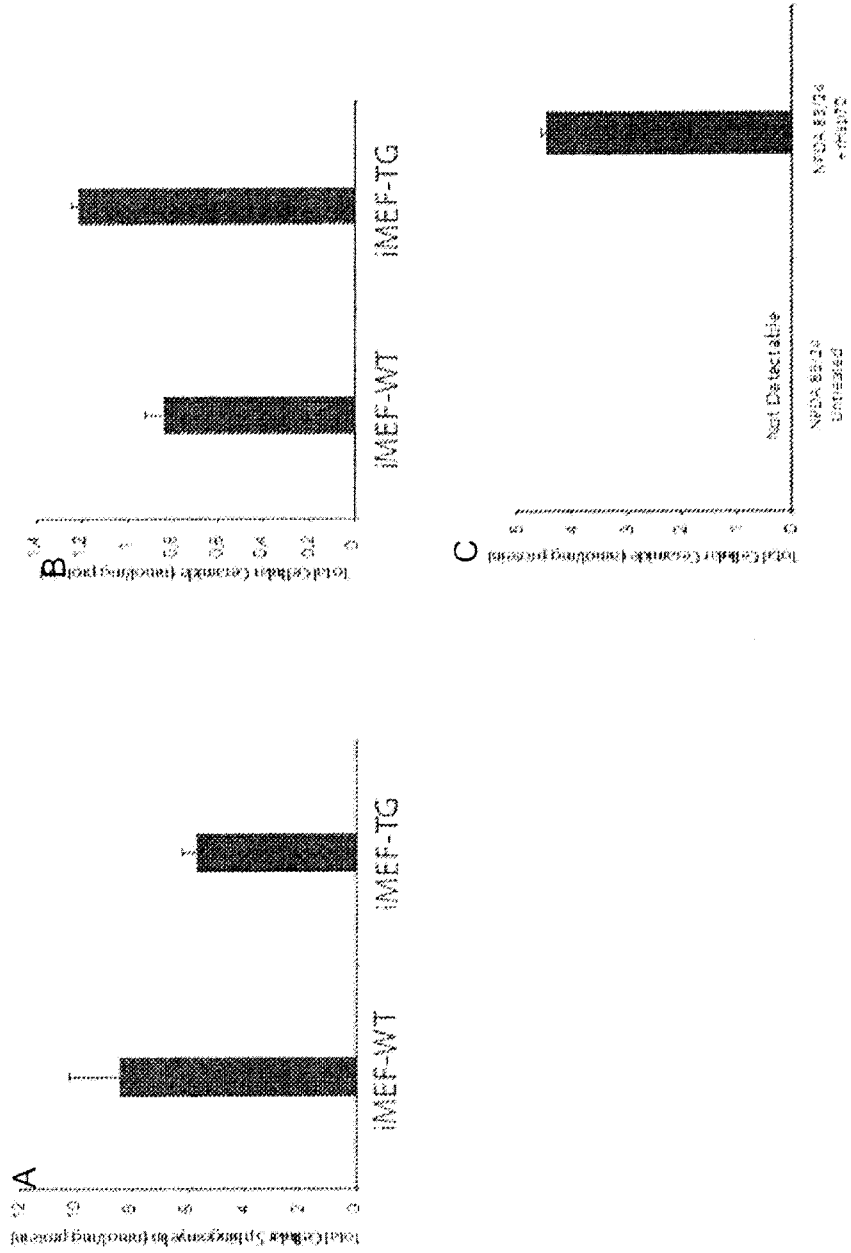 A
Total Cellular Sphingomyelin (nmol/mg protein)
12
10
8
6
4
2
0
iMEF-WT
iMEF-TG
B
Total Cellular Ceramide (nmol/mg protein)
1.4
1.2
1
0.8
0.6
0.4
0.2
0
iMEF-WT
iMEF-TG
C
Total Cellular Ceramide (nmol/mg protein)
5
4
3
2
1
0
Not Detectable
Untreated